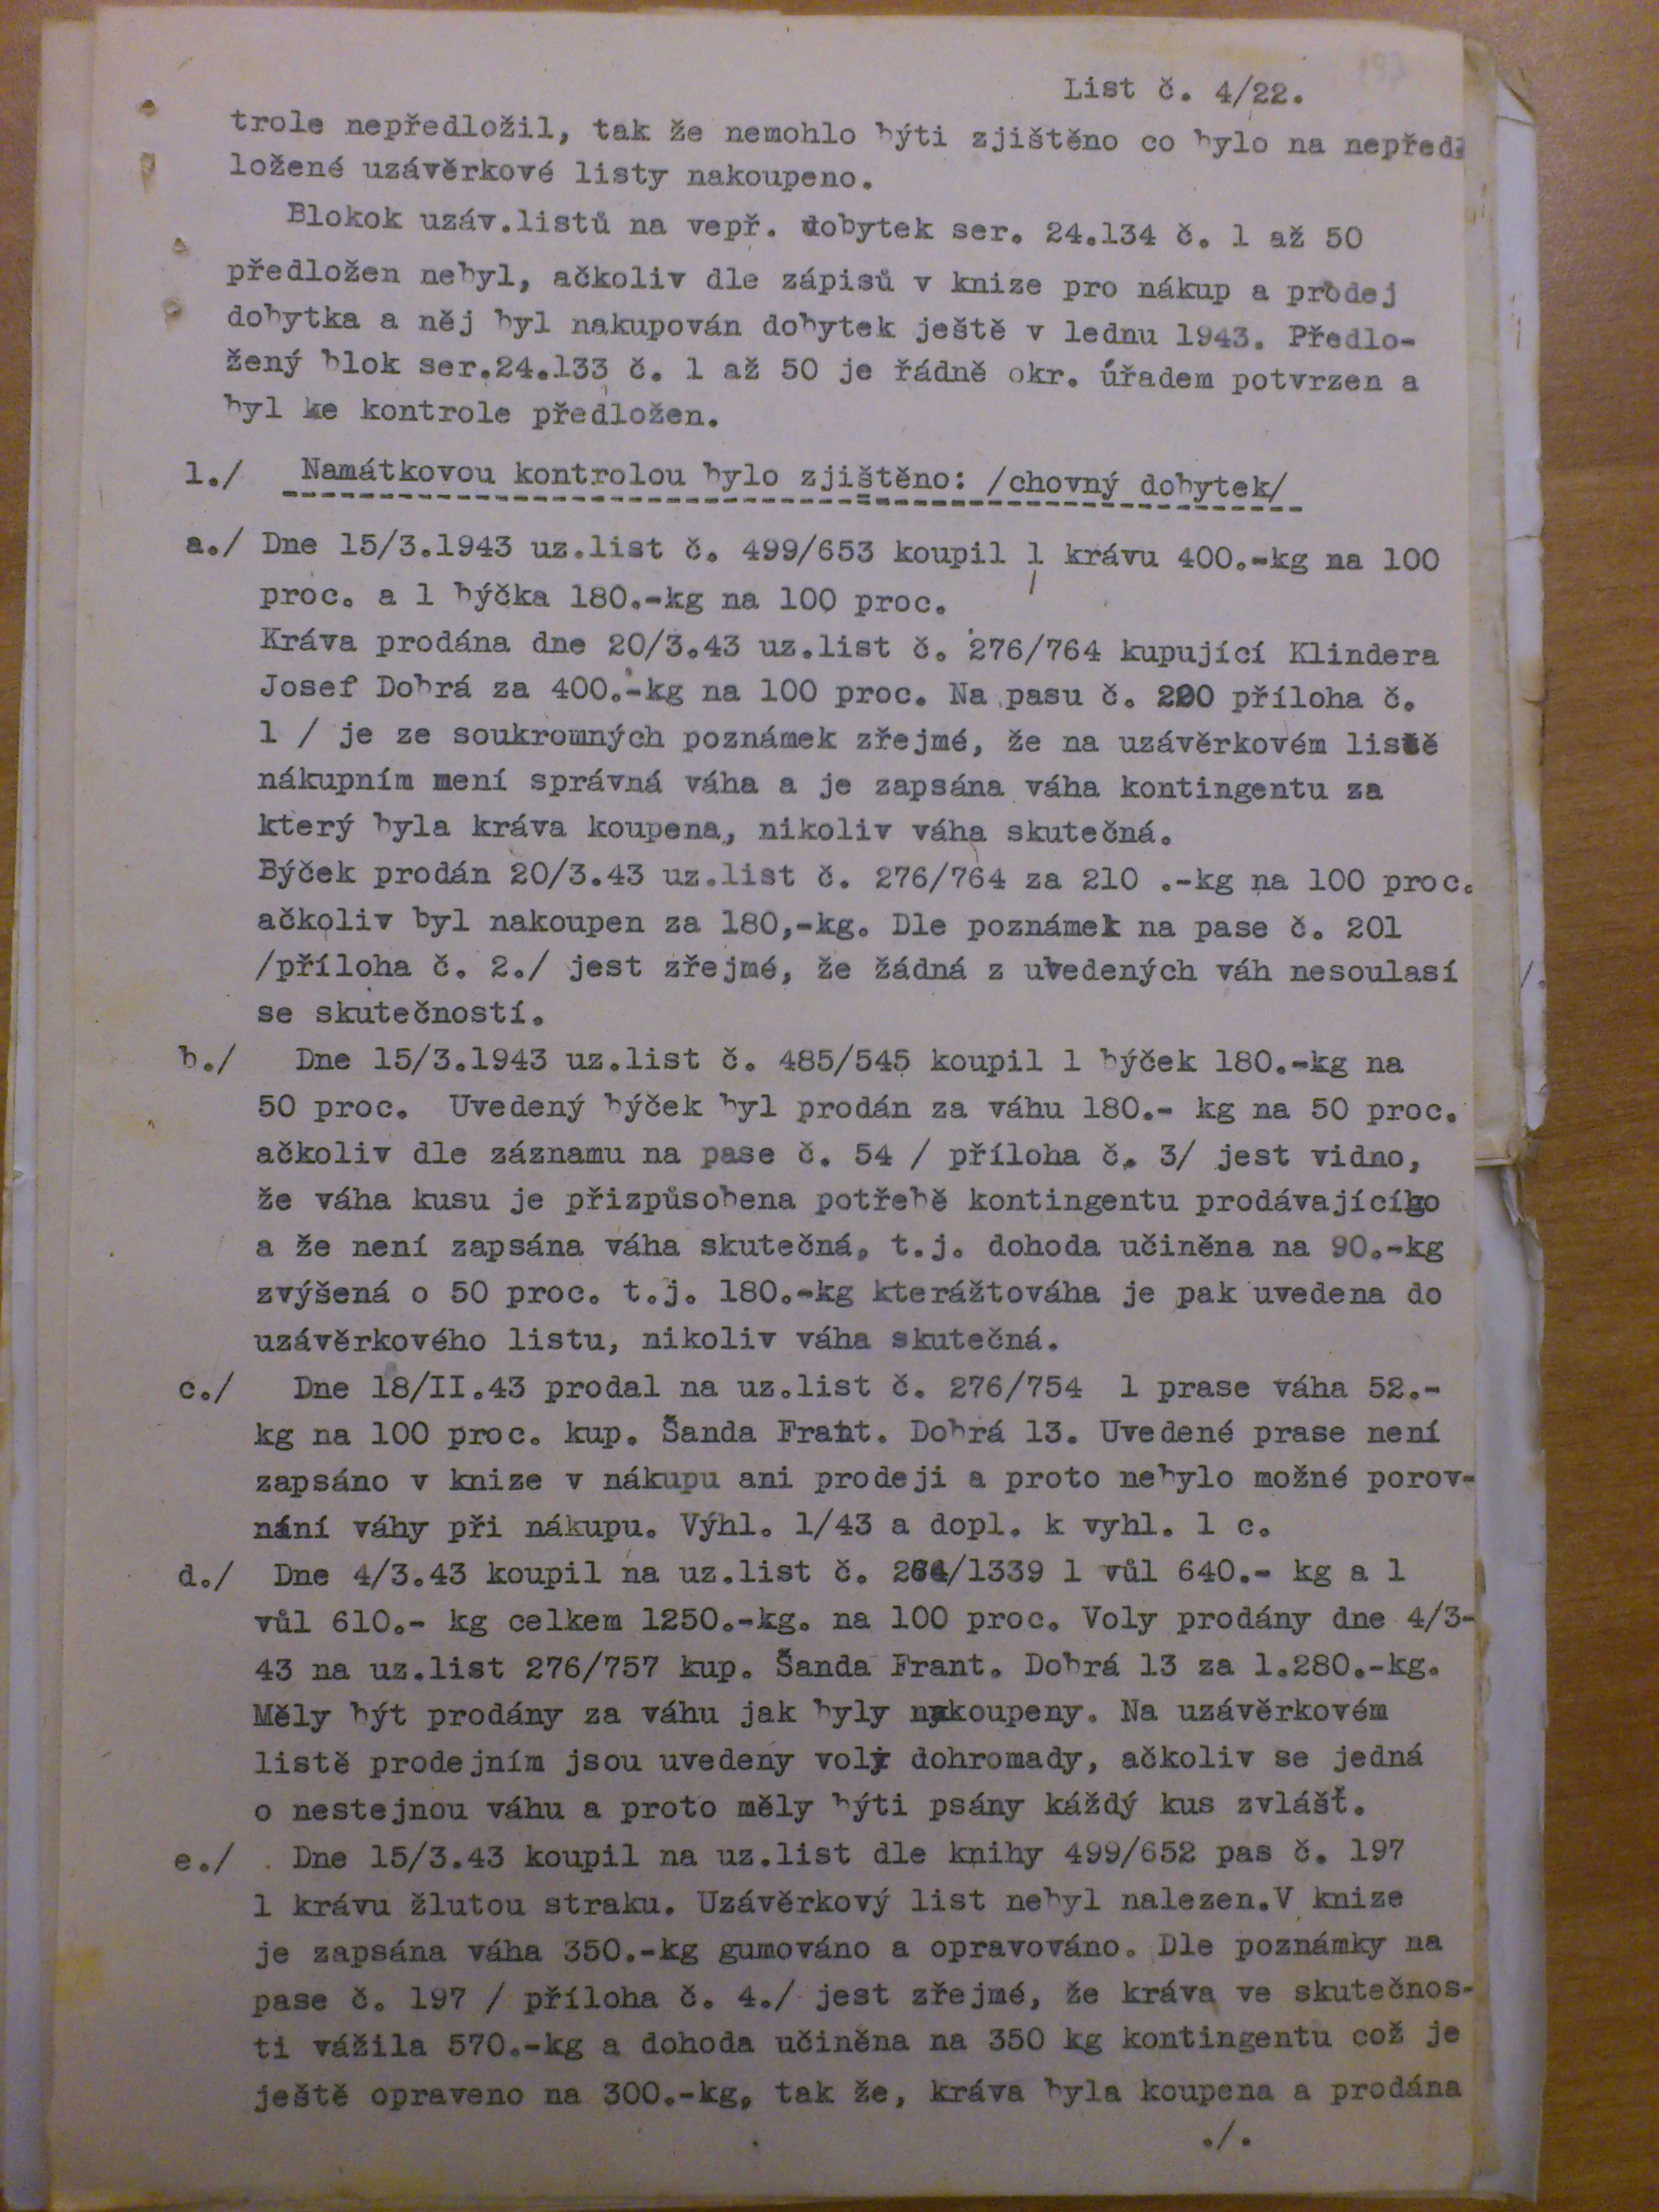 List č. 4/22.
trole nepředložil, tak že nemohlo býti zjištěno co bylo na nepřed-
ložené uzávěrkové listy nakoupeno.
Blokok uzáv.listů na vepř. dobytek ser. 24.134 č. 1 až 50
předložen nebyl, ačkoliv dle zápisů v knize pro nákup a prodej
dobytka a něj byl nakupován dobytek ještě v lednu 1943. Předlo-
žený blok ser.24.133 č. 1 až 50 je řádně okr. úřadem potvrzen a
byl ke kontrole předložen.
1./ Namátkovou kontrolou bylo zjištěno: /chovný dobytek/
a./ Dne 15/3.1943 uz.list č. 499/653 koupil 1 krávu 400.-kg na 100
proc. a 1 býčka 180.-kg na 100 proc.
Kráva prodána dne 20/3.43 uz.list č. 276/764 kupující Klindera
Josef Dobrá za 400.-kg na 100 proc. Na pasu č. 200 příloha č.
1 / je ze soukromných poznámek zřejmé, že na uzávěrkovém listě
nákupním není správná váha a je zapsána váha kontingentu za
který byla kráva koupena, nikoliv váha skutečná.
Býček prodán 20/3.43 uz.list č. 276/764 za 210 .-kg na 100 proc.
ačkoliv byl nakoupen za 180,-kg. Dle poznámek na pase č. 201
/příloha č. 2./ jest zřejmé, že žádná z uvedených váh nesoulasí
se skutečností.
b./ Dne 15/3.1943 uz.list č. 485/545 koupil 1 býček 180.-kg na
50 proc. Uvedený býček byl prodán za váhu 180.- kg na 50 proc.
ačkoliv dle záznamu na pase č. 54 / příloha č. 3/ jest vidno,
že váha kusu je přizpůsobena potřebě kontingentu prodávajícího
a že není zapsána váha skutečná, t.j. dohoda učiněna na 90.-kg
zvýšená o 50 proc. t.j. 180.-kg kterážtováha je pak uvedena do
uzávěrkového listu, nikoliv váha skutečná.
c./ Dne 18/II.43 prodal na uz.list č. 276/754 1 prase váha 52.-
kg na 100 proc. kup. Šanda Frant. Dobrá 13. Uvedené prase není
zapsáno v knize v nákupu ani prodeji a proto nebylo možné porov-
nání váhy při nákupu. Výhl. 1/43 a dopl. k vyhl. 1 c.
d./ Dne 4/3.43 koupil na uz.list č. /1339 1 vůl 640.- kg a 1
vůl 610.- kg celkem 1250.-kg. na 100 proc. Voly prodány dne 4/3-
43 na uz.list 276/757 kup. Šanda Frant. Dobrá 13 za 1.280.-kg.
Měly být prodány za váhu jak byly nakoupeny. Na uzávěrkovém
listě prodejním jsou uvedeny voly dohromady, ačkoliv se jedná
o nestejnou váhu a proto měly býti psány káždý kus zvlášť.
e./ Dne 15/3.43 koupil na uz.list dle knihy 499/652 pas č. 197
1 krávu žlutou straku. Uzávěrkový list nebyl nalezen.V knize
je zapsána váha 350.-kg gumováno a opravováno. Dle poznámky na
pase č. 197 / příloha č. 4./ jest zřejmé, že kráva ve skutečnos-
ti vážila 570.-kg a dohoda učiněna na 350 kg kontingentu což je
ještě opraveno na 300.-kg, tak že, kráva byla koupena a prodána
./.